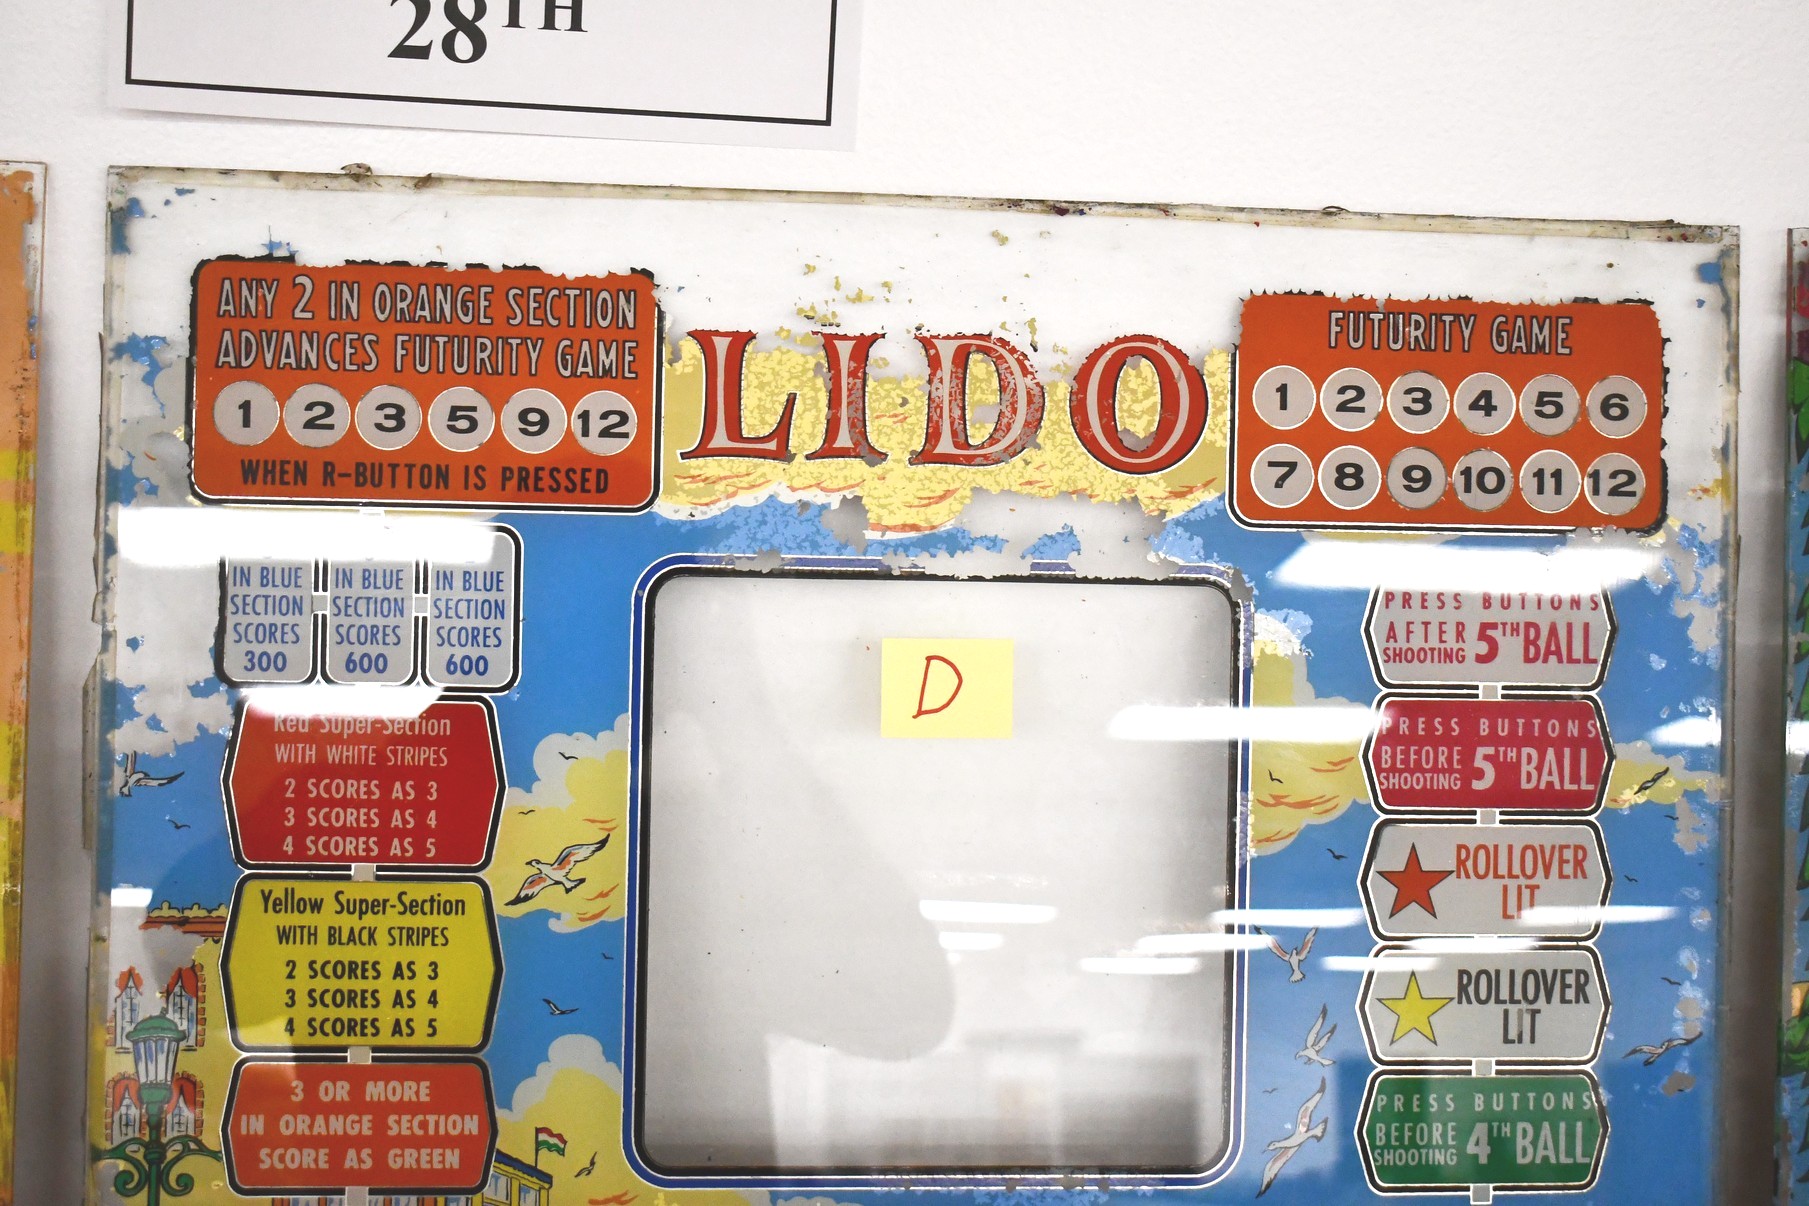 28TH
ANY 2 IN ORANGE SECTION
ADVANCES FUTURITY GAME
1 2 3 5 9 12
WHEN R-BUTTON IS PRESSED
LIDO
FUTURITY GAME
1 2 3 4 5 6
7 8 9 10 11 12
IN BLUE
SECTION
SCORES
300
IN BLUE
SECTION
SCORES
600
IN BLUE
SECTION
SCORES
600
Red Super-Section
WITH WHITE STRIPES
2 SCORES AS 3
3 SCORES AS 4
4 SCORES AS 5
Yellow Super-Section
WITH BLACK STRIPES
2 SCORES AS 3
3 SCORES AS 4
4 SCORES AS 5
3 OR MORE
IN ORANGE SECTION
SCORE AS GREEN
D
PRESS BUTTONS
AFTER SHOOTING 5TH BALL
PRESS BUTTONS
BEFORE SHOOTING 5TH BALL
ROLLOVER
LIT
ROLLOVER
LIT
PRESS BUTTONS
BEFORE SHOOTING 4TH BALL